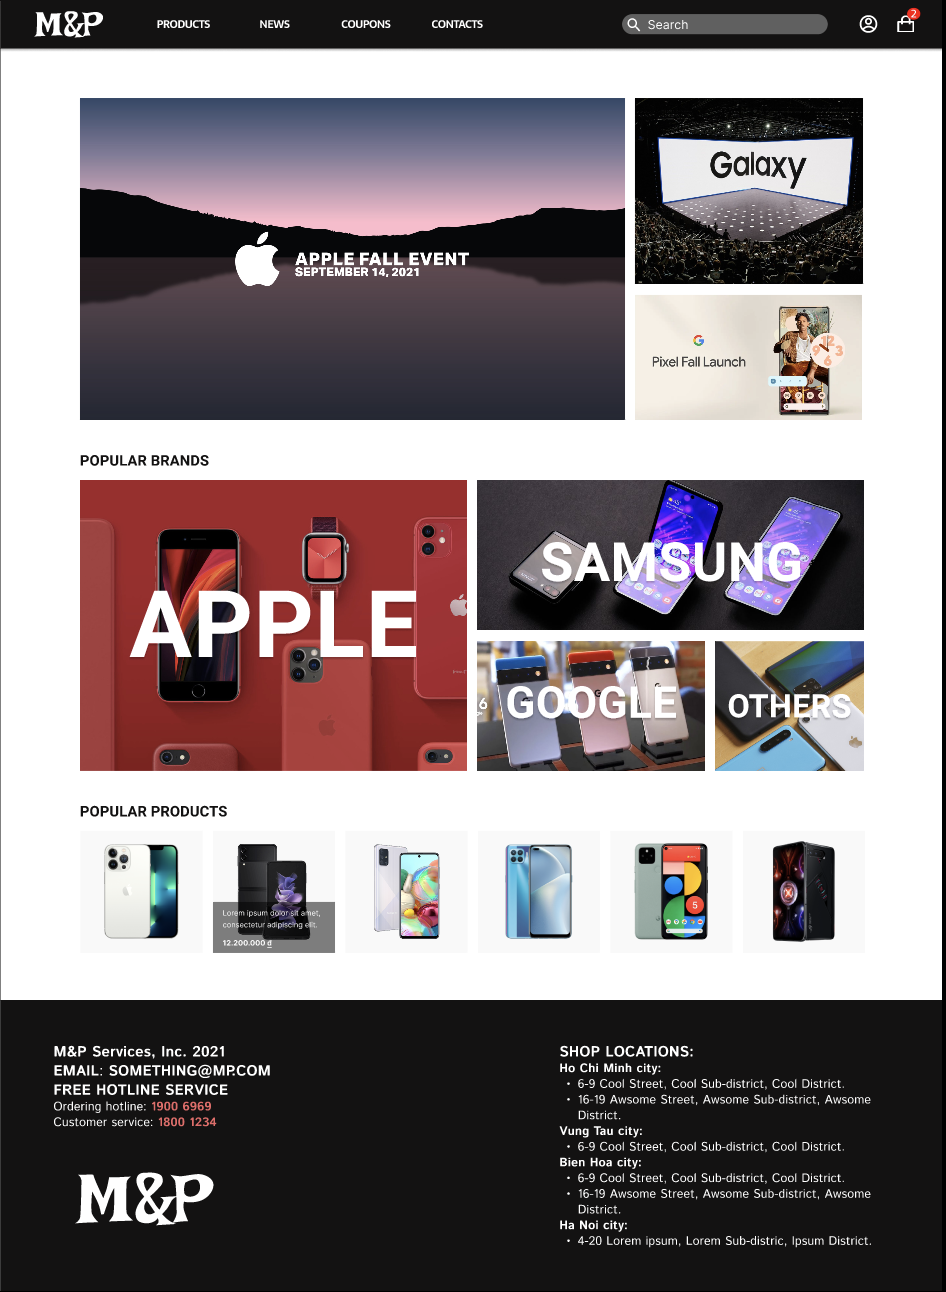 M&P
PRODUCTS
NEWS
COUPONS
CONTACTS
Search
2
APPLE FALL EVENT
SEPTEMBER 14, 2021
Galaxy
G
Pixel Fall Launch
12
9 3
6
POPULAR BRANDS
APPLE
SAMSUNG
6
GOOGLE
OTHERS
POPULAR PRODUCTS
Lorem ipsum dolor sit amet,
consectetur adipiscing elit.
12.200.000 ₫
5
M&P Services, Inc. 2021
EMAIL: SOMETHING@MP.COM
FREE HOTLINE SERVICE
Ordering hotline: 1900 6969
Customer service: 1800 1234
M&P
SHOP LOCATIONS:
Ho Chi Minh city:
• 6-9 Cool Street, Cool Sub-district, Cool District.
• 16-19 Awsome Street, Awsome Sub-district, Awsome
District.
Vung Tau city:
• 6-9 Cool Street, Cool Sub-district, Cool District.
Bien Hoa city:
• 6-9 Cool Street, Cool Sub-district, Cool District.
• 16-19 Awsome Street, Awsome Sub-district, Awsome
District.
Ha Noi city:
• 4-20 Lorem ipsum, Lorem Sub-distric, Ipsum District.